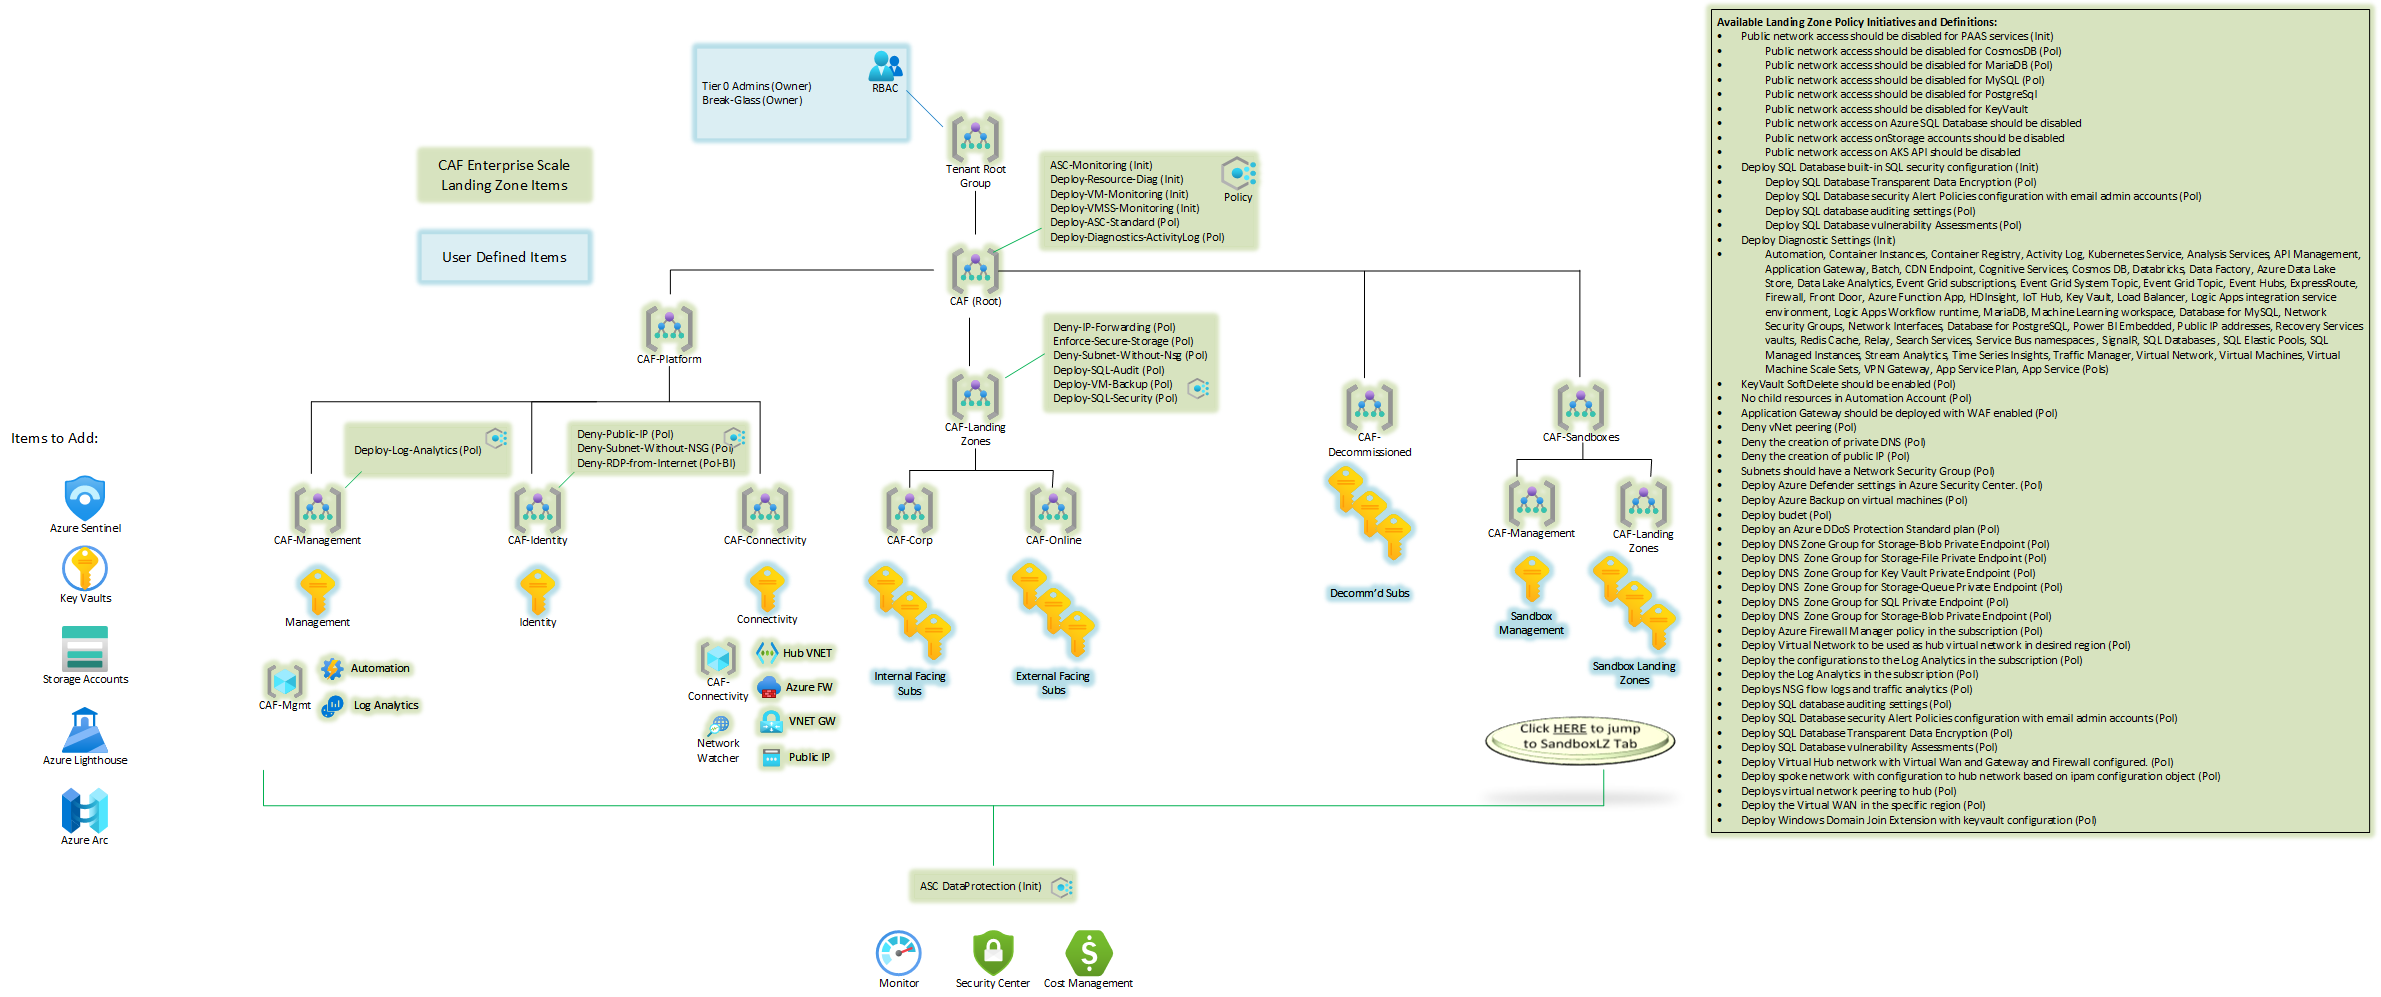 Tier 0 Admins (Owner)
Break-Glass (Owner)
RBAC
Tenant Root
Group
CAF Enterprise Scale
Landing Zone Items
User Defined Items
ASC-Monitoring (Init)
Deploy-Resource-Diag (Init)
Deploy-VM-Monitoring (Init)
Deploy-VMSS-Monitoring (Init)
Deploy-ASC-Standard (Pol)
Deploy-Diagnostics-ActivityLog (Pol)
Policy
CAF (Root)
CAF-Platform
Deny-IP-Forwarding (Pol)
Enforce-Secure-Storage (Pol)
Deny-Subnet-Without-Nsg (Pol)
Deploy-SQL-Audit (Pol)
Deploy-VM-Backup (Pol)
Deploy-SQL-Security (Pol)
CAF-Landing
Zones
CAF-
Decommissioned
CAF-Sandboxes
Deploy-Log-Analytics (Pol)
Deny-Public-IP (Pol)
Deny-Subnet-Without-NSG (Pol)
Deny-RDP-from-Internet (Pol-BI)
CAF-Management
CAF-Identity
CAF-Connectivity
CAF-Corp
CAF-Online
CAF-Management
CAF-Landing
Zones
Management
Identity
Connectivity
Internal Facing
Subs
External Facing
Subs
Decomm'd Subs
Sandbox
Management
Sandbox Landing
Zones
CAF-Mgmt
Automation
Log Analytics
CAF-
Connectivity
Network
Watcher
Hub VNET
Azure FW
VNET GW
Public IP
Click HERE to jump
to SandboxLZ Tab
Items to Add:
Azure Sentinel
Key Vaults
Storage Accounts
Azure Lighthouse
Azure Arc
ASC DataProtection (Init)
Monitor
Security Center
Cost Management
Available Landing Zone Policy Initiatives and Definitions:
• Public network access should be disabled for PAAS services (Init)
• Public network access should be disabled for CosmosDB (Pol)
• Public network access should be disabled for MariaDB (Pol)
• Public network access should be disabled for MySQL (Pol)
• Public network access should be disabled for PostgreSql
• Public network access should be disabled for KeyVault
• Public network access on Azure SQL Database should be disabled
• Public network access onStorage accounts should be disabled
• Public network access on AKS API should be disabled
• Deploy SQL Database built-in SQL security configuration (Init)
• Deploy SQL Database Transparent Data Encryption (Pol)
• Deploy SQL Database security Alert Policies configuration with email admin accounts (Pol)
• Deploy SQL database auditing settings (Pol)
• Deploy SQL Database vulnerability Assessments (Pol)
• Deploy Diagnostic Settings (Init)
• Automation, Container Instances, Container Registry, Activity Log, Kubernetes Service, Analysis Services, API Management,
Application Gateway, Batch, CDN Endpoint, Cognitive Services, Cosmos DB, Databricks, Data Factory, Azure Data Lake
Store, Data Lake Analytics, Event Grid subscriptions, Event Grid System Topic, Event Grid Topic, Event Hubs, ExpressRoute,
Firewall, Front Door, Azure Function App, HDInsight, IoT Hub, Key Vault, Load Balancer, Logic Apps integration service
environment, Logic Apps Workflow runtime, MariaDB, Machine Learning workspace, Database for MySQL, Network
Security Groups, Network Interfaces, Database for PostgreSQL, Power BI Embedded, Public IP addresses, Recovery Services
vaults, Redis Cache, Relay, Search Services, Service Bus namespaces, SignalR, SQL Databases, SQL Elastic Pools, SQL
Managed Instances, Stream Analytics, Time Series Insights, Traffic Manager, Virtual Network, Virtual Machines, Virtual
Machine Scale Sets, VPN Gateway, App Service Plan, App Service (Pols)
• KeyVault SoftDelete should be enabled (Pol)
• No child resources in Automation Account (Pol)
• Application Gateway should be deployed with WAF enabled (Pol)
• Deny vNet peering (Pol)
• Deny the creation of private DNS (Pol)
• Deny the creation of public IP (Pol)
• Subnets should have a Network Security Group (Pol)
• Deploy Azure Defender settings in Azure Security Center. (Pol)
• Deploy Azure Backup on virtual machines (Pol)
• Deploy budet (Pol)
• Deploy an Azure DDoS Protection Standard plan (Pol)
• Deploy DNS Zone Group for Storage-Blob Private Endpoint (Pol)
• Deploy DNS Zone Group for Storage-File Private Endpoint (Pol)
• Deploy DNS Zone Group for Key Vault Private Endpoint (Pol)
• Deploy DNS Zone Group for Storage-Queue Private Endpoint (Pol)
• Deploy DNS Zone Group for SQL Private Endpoint (Pol)
• Deploy DNS Zone Group for Storage-Blob Private Endpoint (Pol)
• Deploy Azure Firewall Manager policy in the subscription (Pol)
• Deploy Virtual Network to be used as hub virtual network in desired region (Pol)
• Deploy the configurations to the Log Analytics in the subscription (Pol)
• Deploy the Log Analytics in the subscription (Pol)
• Deploys NSG flow logs and traffic analytics (Pol)
• Deploy SQL database auditing settings (Pol)
• Deploy SQL Database security Alert Policies configuration with email admin accounts (Pol)
• Deploy SQL Database Transparent Data Encryption (Pol)
• Deploy SQL Database vulnerability Assessments (Pol)
• Deploy Virtual Hub network with Virtual Wan and Gateway and Firewall configured. (Pol)
• Deploy spoke network with configuration to hub network based on ipam configuration object (Pol)
• Deploys virtual network peering to hub (Pol)
• Deploy the Virtual WAN in the specific region (Pol)
• Deploy Windows Domain Join Extension with keyvault configuration (Pol)